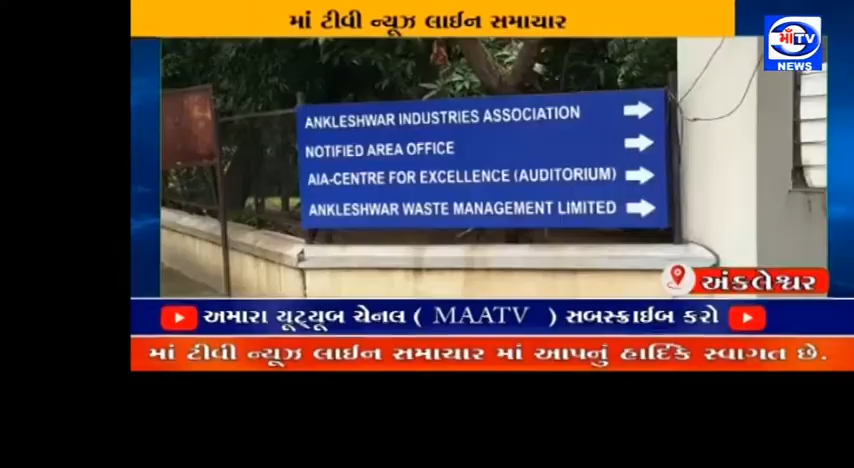 માં ટીવી ન્યૂઝ લાઈન સમાચાર
માઁ TV
NEWS
ANKLESHWAR INDUSTRIES ASSOCIATION
NOTIFIED AREA OFFICE
AIA-CENTRE FOR EXCELLENCE (AUDITORIUM)
ANKLESHWAR WASTE MANAGEMENT LIMITED
અંકલેશ્વર
અમારા યૂટ્યૂબ ચેનલ ( MAATV ) સબસ્ક્રાઈબ કરો
માં ટીવી ન્યૂઝ લાઈન સમાચાર માં આપનું હાર્દિક સ્વાગત છે.